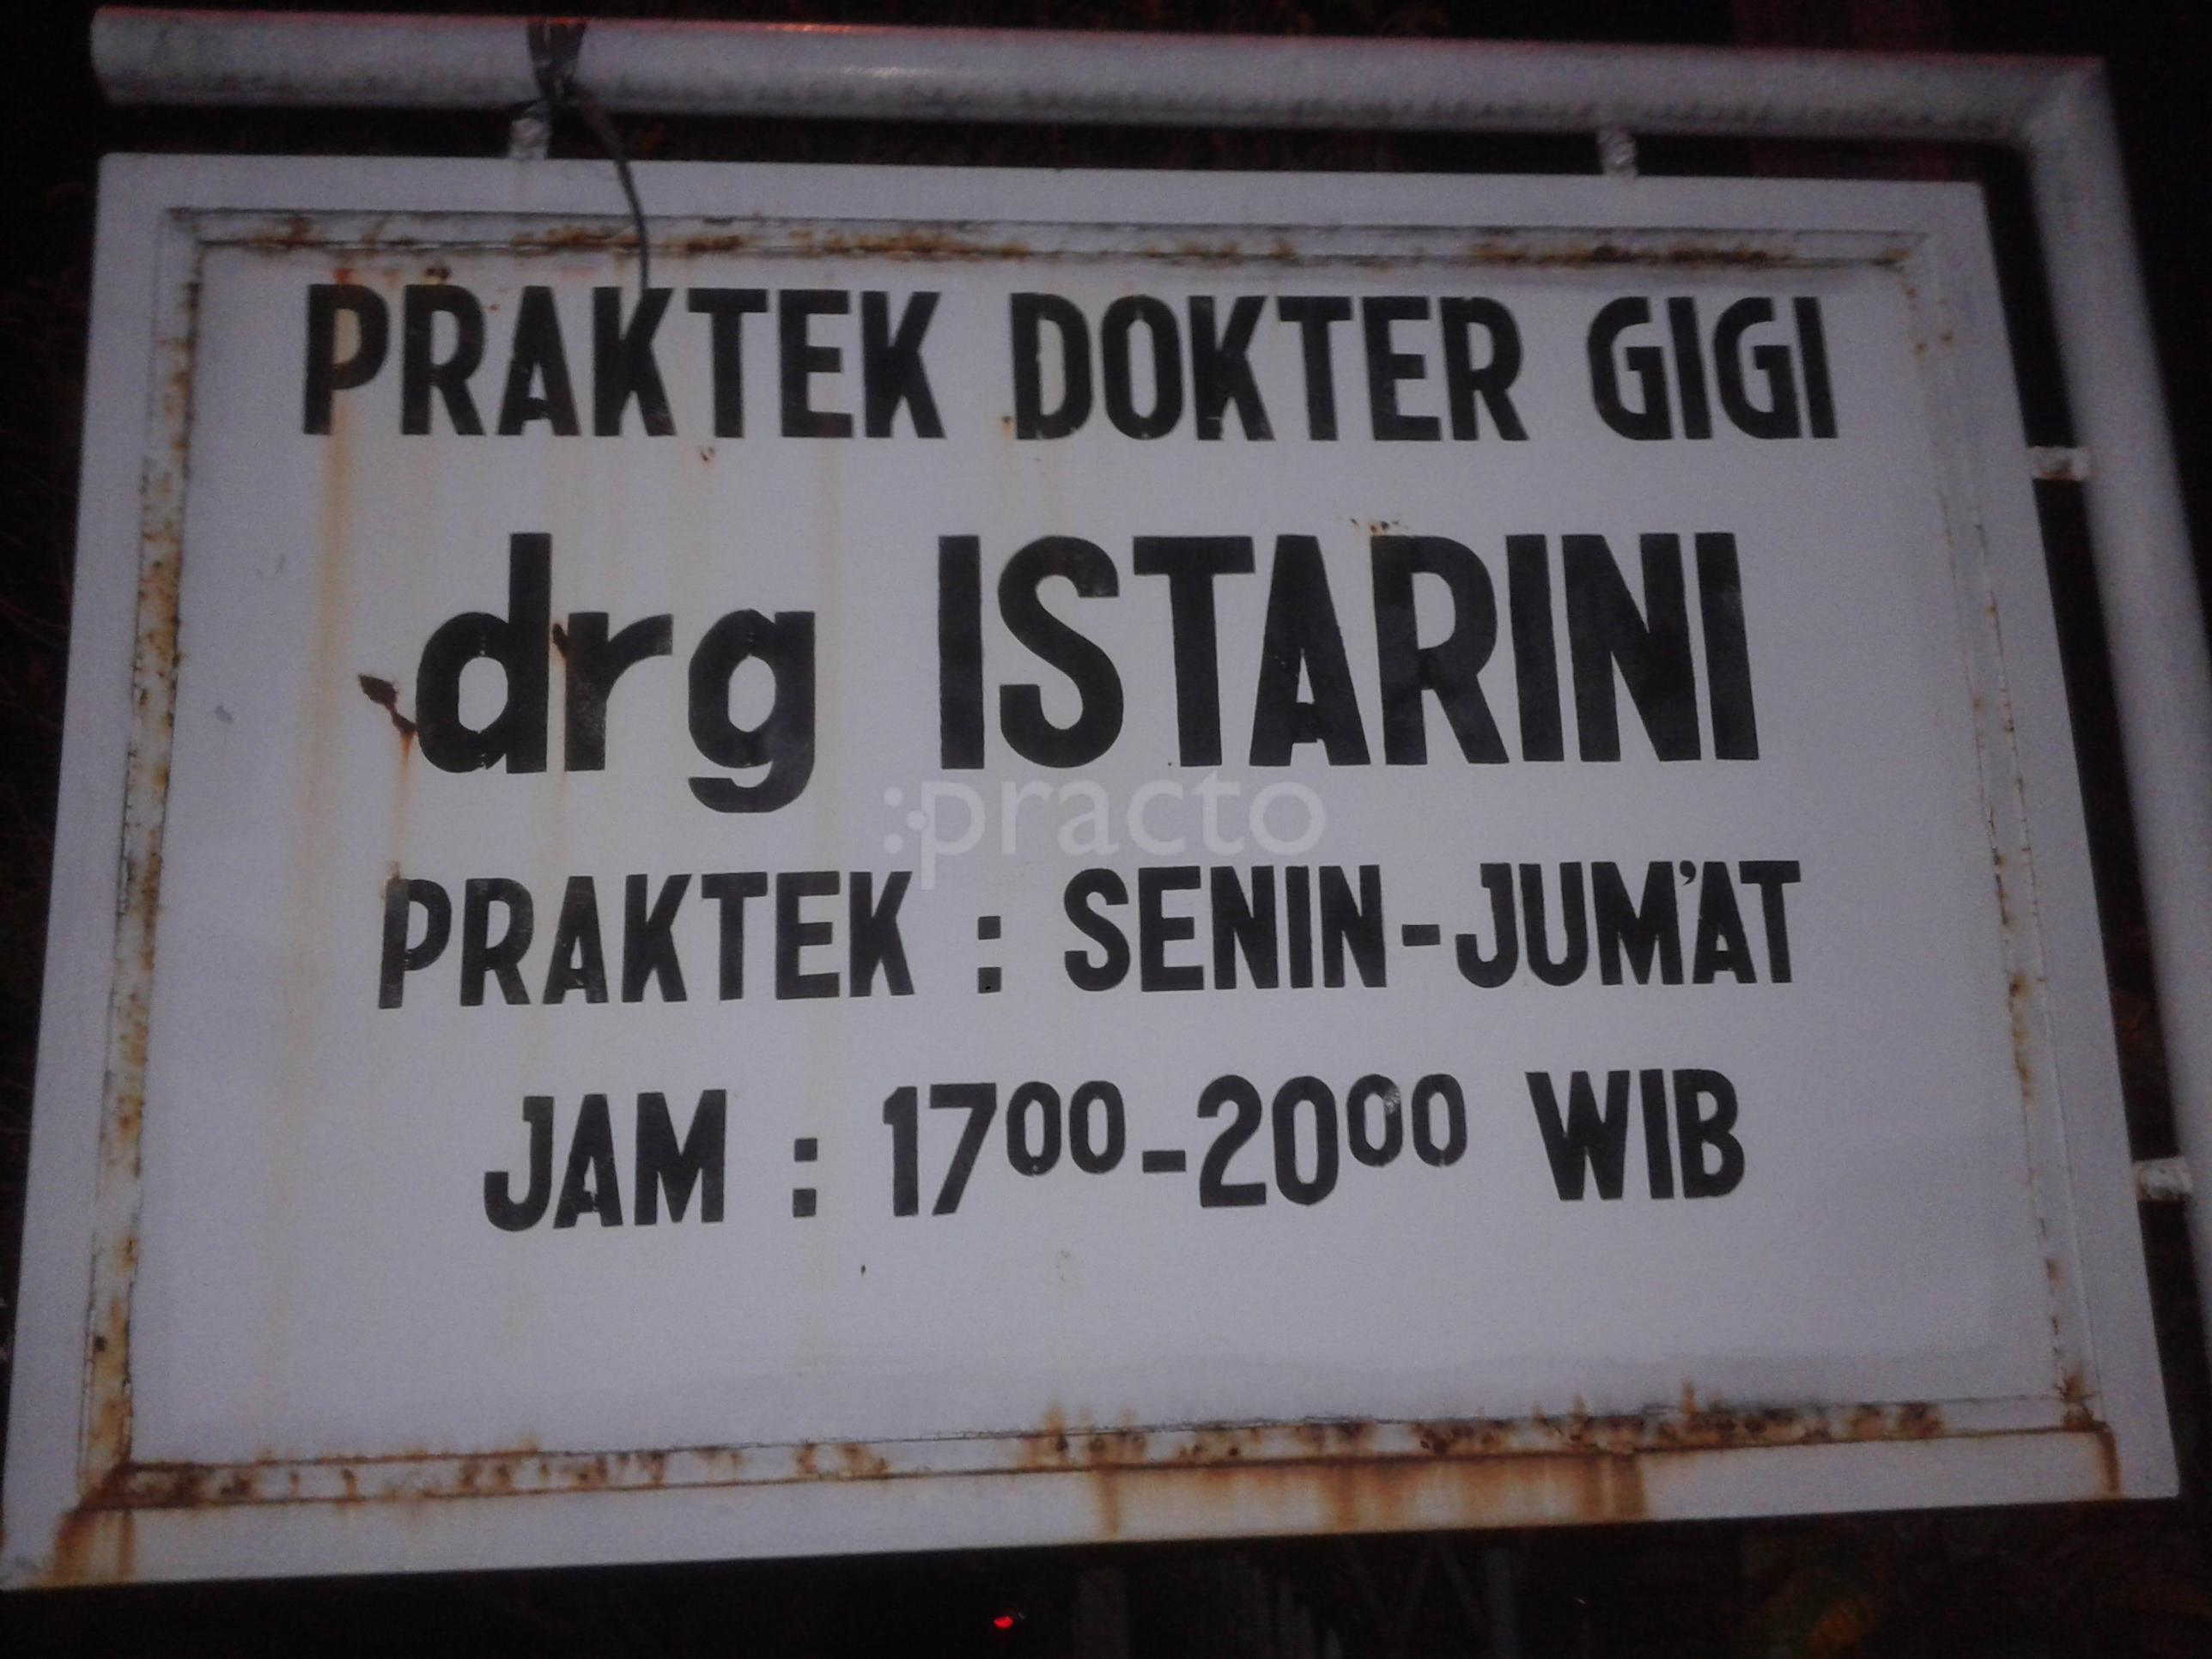 PRAKTEK DOKTER GIGI
drg ISTARINI
practo
PRAKTEK : SENIN-JUM'AT
JAM : 17⁰⁰-20⁰⁰ WIB